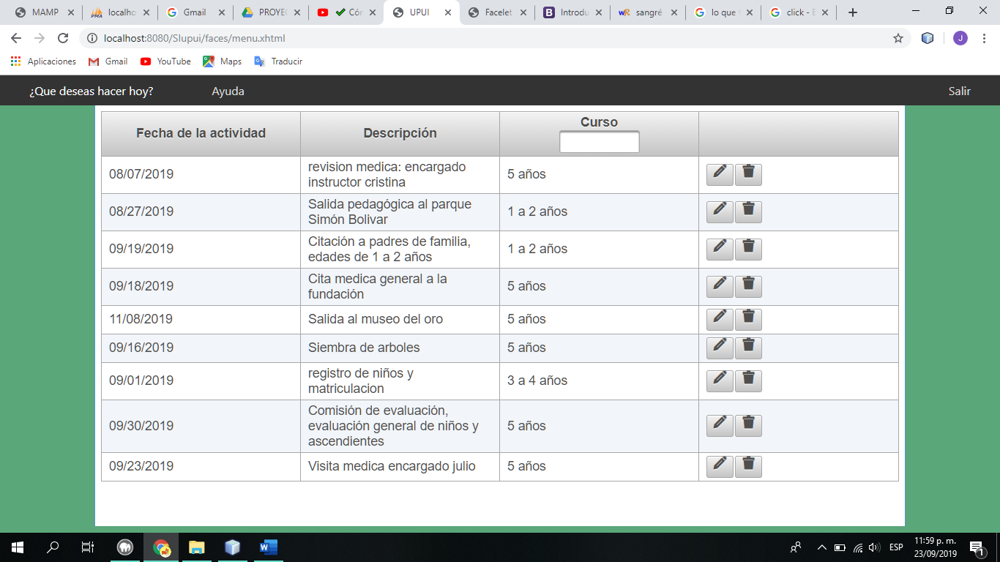 MAMP
localho
Gmail
PROYEC
Cór
UPUI
Facelet
Introdu
sangré
lo que
click - E
localhost:8080/Slupui/faces/menu.xhtml
J
Aplicaciones
Gmail
YouTube
Maps
Traducir
¿Que deseas hacer hoy?
Ayuda
Salir
Fecha de la actividad
Descripción
Curso
08/07/2019
revision medica: encargado
instructor cristina
5 años
08/27/2019
Salida pedagógica al parque
Simón Bolivar
1 a 2 años
09/19/2019
Citación a padres de familia,
edades de 1 a 2 años
1 a 2 años
09/18/2019
Cita medica general a la
fundación
5 años
11/08/2019
Salida al museo del oro
5 años
09/16/2019
Siembra de arboles
5 años
09/01/2019
registro de niños y
matriculacion
3 a 4 años
09/30/2019
Comisión de evaluación,
evaluación general de niños y
ascendientes
5 años
09/23/2019
Visita medica encargado julio
5 años
ESP
11:59 p. m.
23/09/2019
1